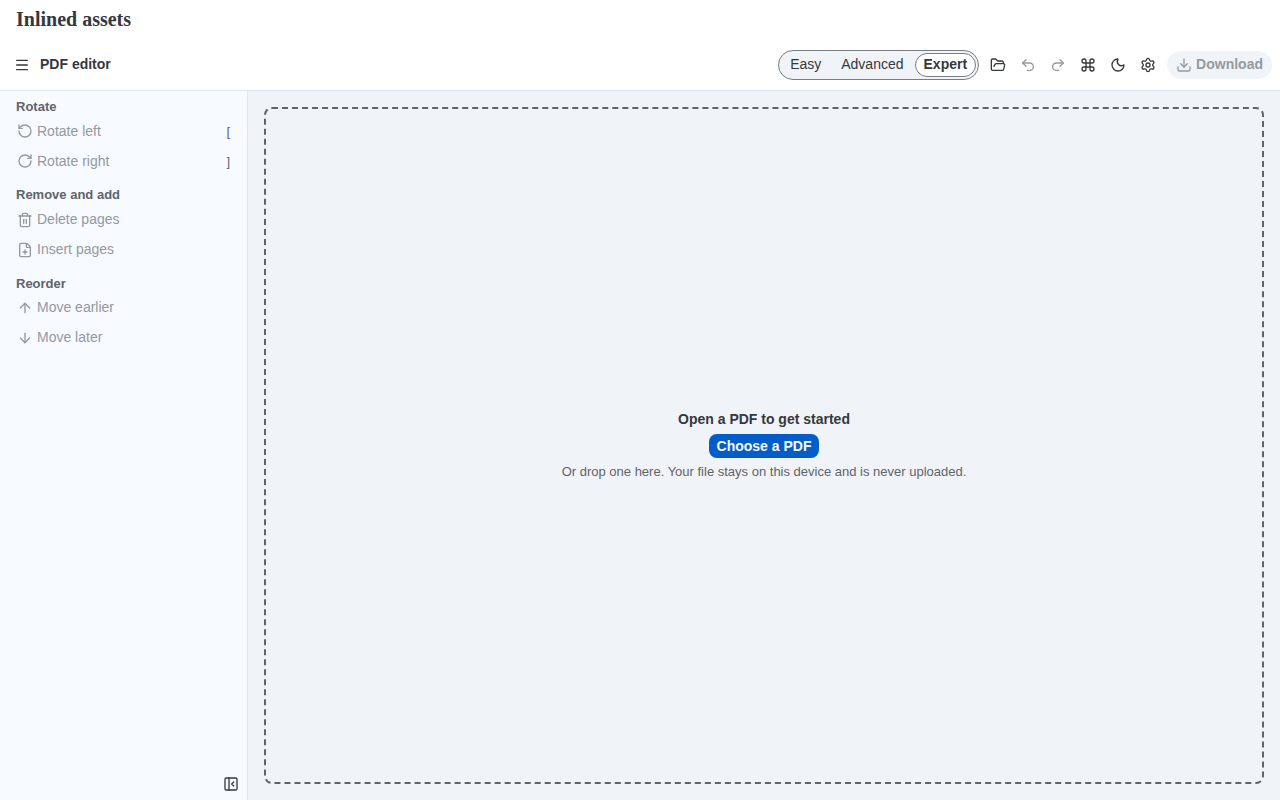 Inlined assets
PDF editor
Easy Advanced Expert
Download
Rotate
Rotate left [
Rotate right ]
Remove and add
Delete pages
Insert pages
Reorder
Move earlier
Move later
Open a PDF to get started
Choose a PDF
Or drop one here. Your file stays on this device and is never uploaded.